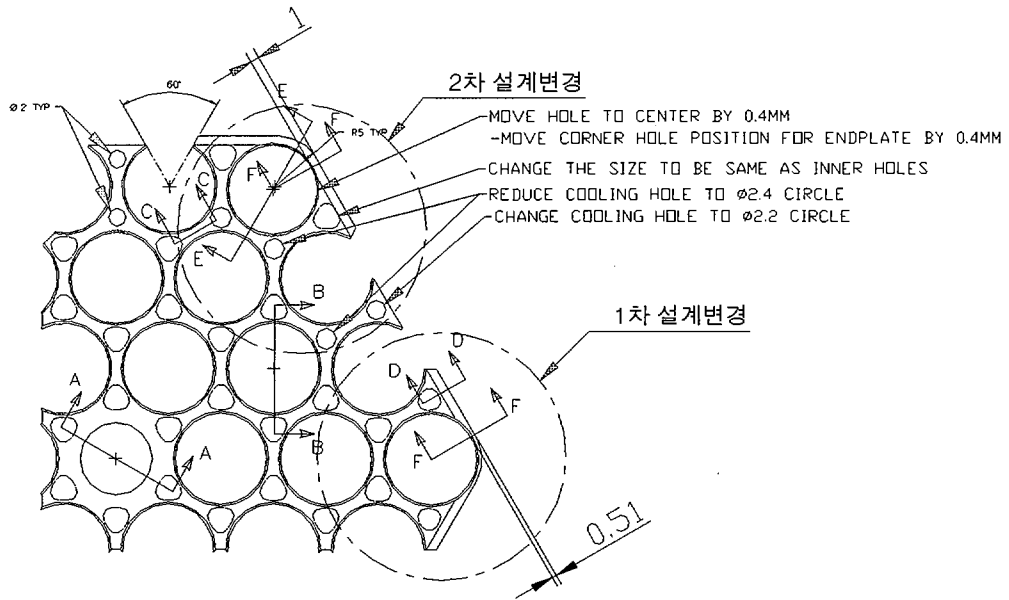 1
60°
Ø2 TYP
2차 설계변경
E
F
R5 TYP
MOVE HOLE TO CENTER BY 0.4MM
-MOVE CORNER HOLE POSITION FOR ENDPLATE BY 0.4MM
F
C
CHANGE THE SIZE TO BE SAME AS INNER HOLES
REDUCE COOLING HOLE TO Ø2.4 CIRCLE
CHANGE COOLING HOLE TO Ø2.2 CIRCLE
C
E
B
1차 설계변경
D
A
D
F
B
A
F
0.51